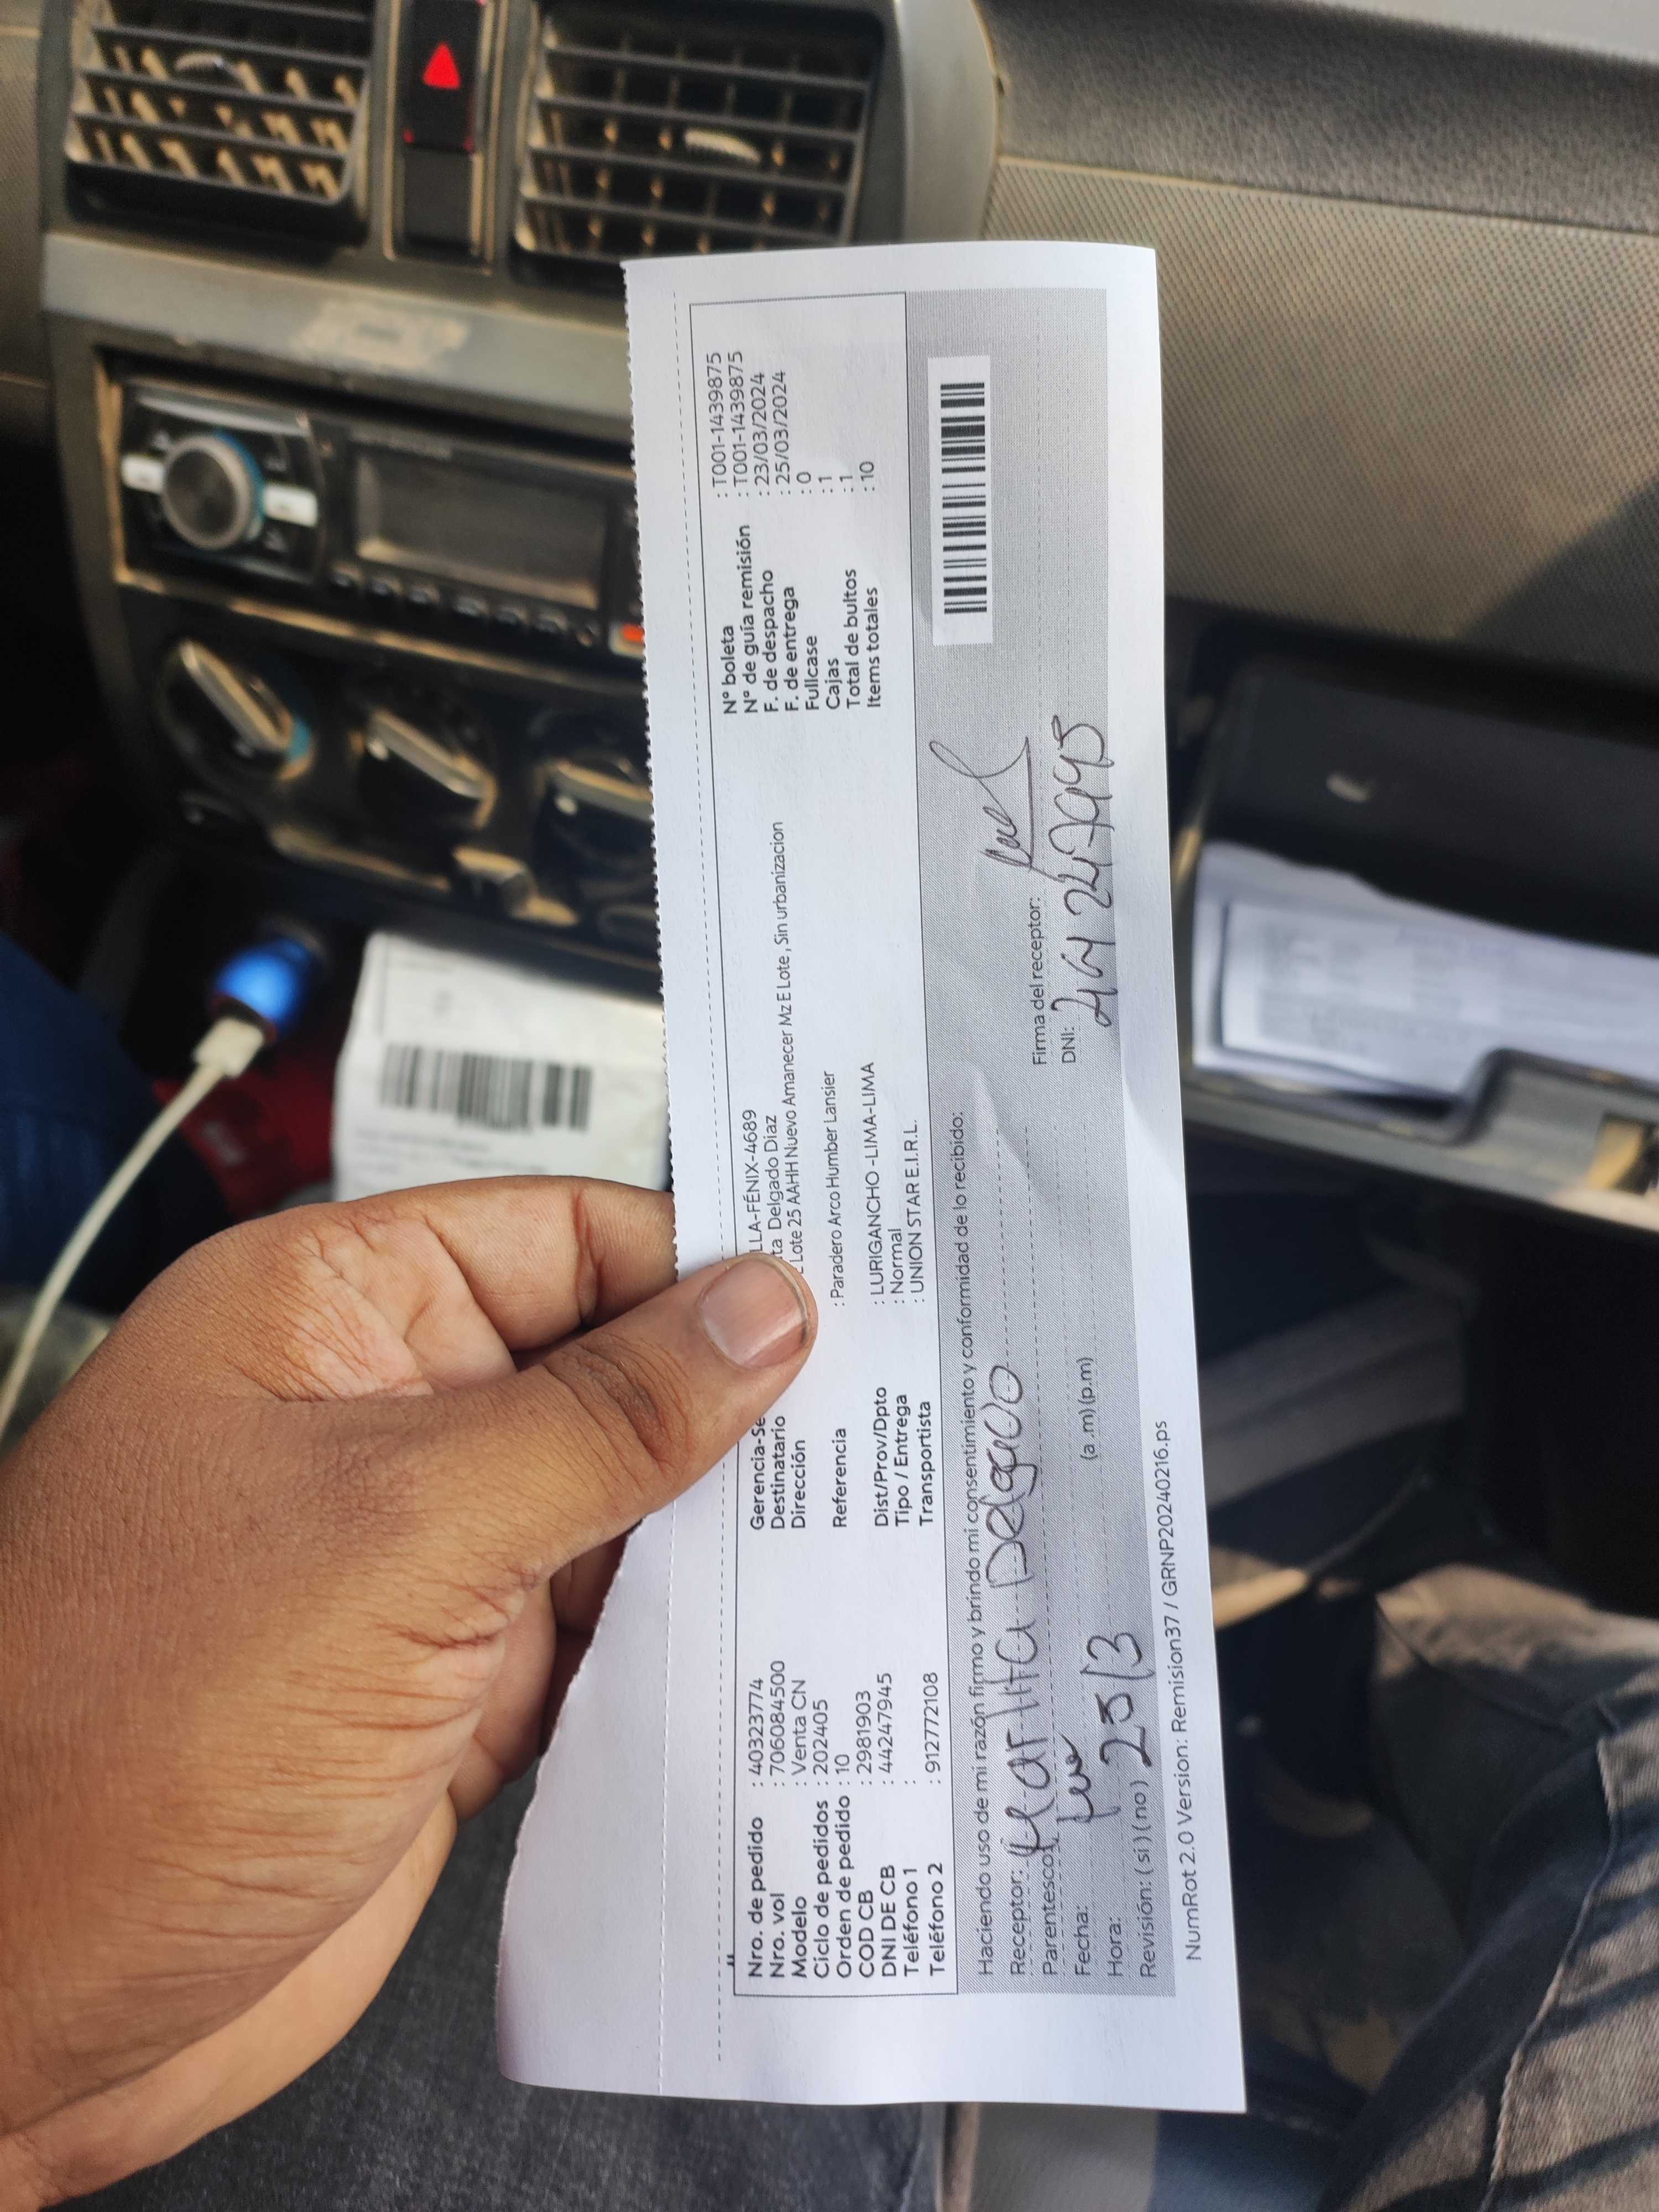 Nro. de pedido : 40323774
Nro. vol : 706084500
Modelo : Venta CN
Ciclo de pedidos : 202405
Orden de pedido : 10
COD CB : 2981903
DNI DE CB : 44247945
Teléfono 1 :
Teléfono 2 : 912772108
Gerencia-Se LLA-FÉNIX-4689
Destinatario ta Delgado Diaz
Dirección Lote 25 AAHH Nuevo Amanecer Mz E Lote , Sin urbanizacion
Referencia : Paradero Arco Humber Lansier
Dist/Prov/Dpto : LURIGANCHO -LIMA-LIMA
Tipo / Entrega : Normal
Transportista : UNION STAR E.I.R.L.
N° boleta : T001-1439875
N° de guía remisión : T001-1439875
F. de despacho : 23/03/2024
F. de entrega : 25/03/2024
Fullcase : 0
Cajas : 1
Total de bultos : 1
Items totales : 10
Haciendo uso de mi razón firmo y brindo mi consentimiento y conformidad de lo recibido:
Receptor: Marlita Delgado
Parentesco:
Fecha:
Hora: 25/3 (a .m) (p.m)
Revisión: ( si ) ( no )
Firma del receptor:
DNI: 44247945
NumRot 2.0 Version: Remision37 / GRNP20240216.ps